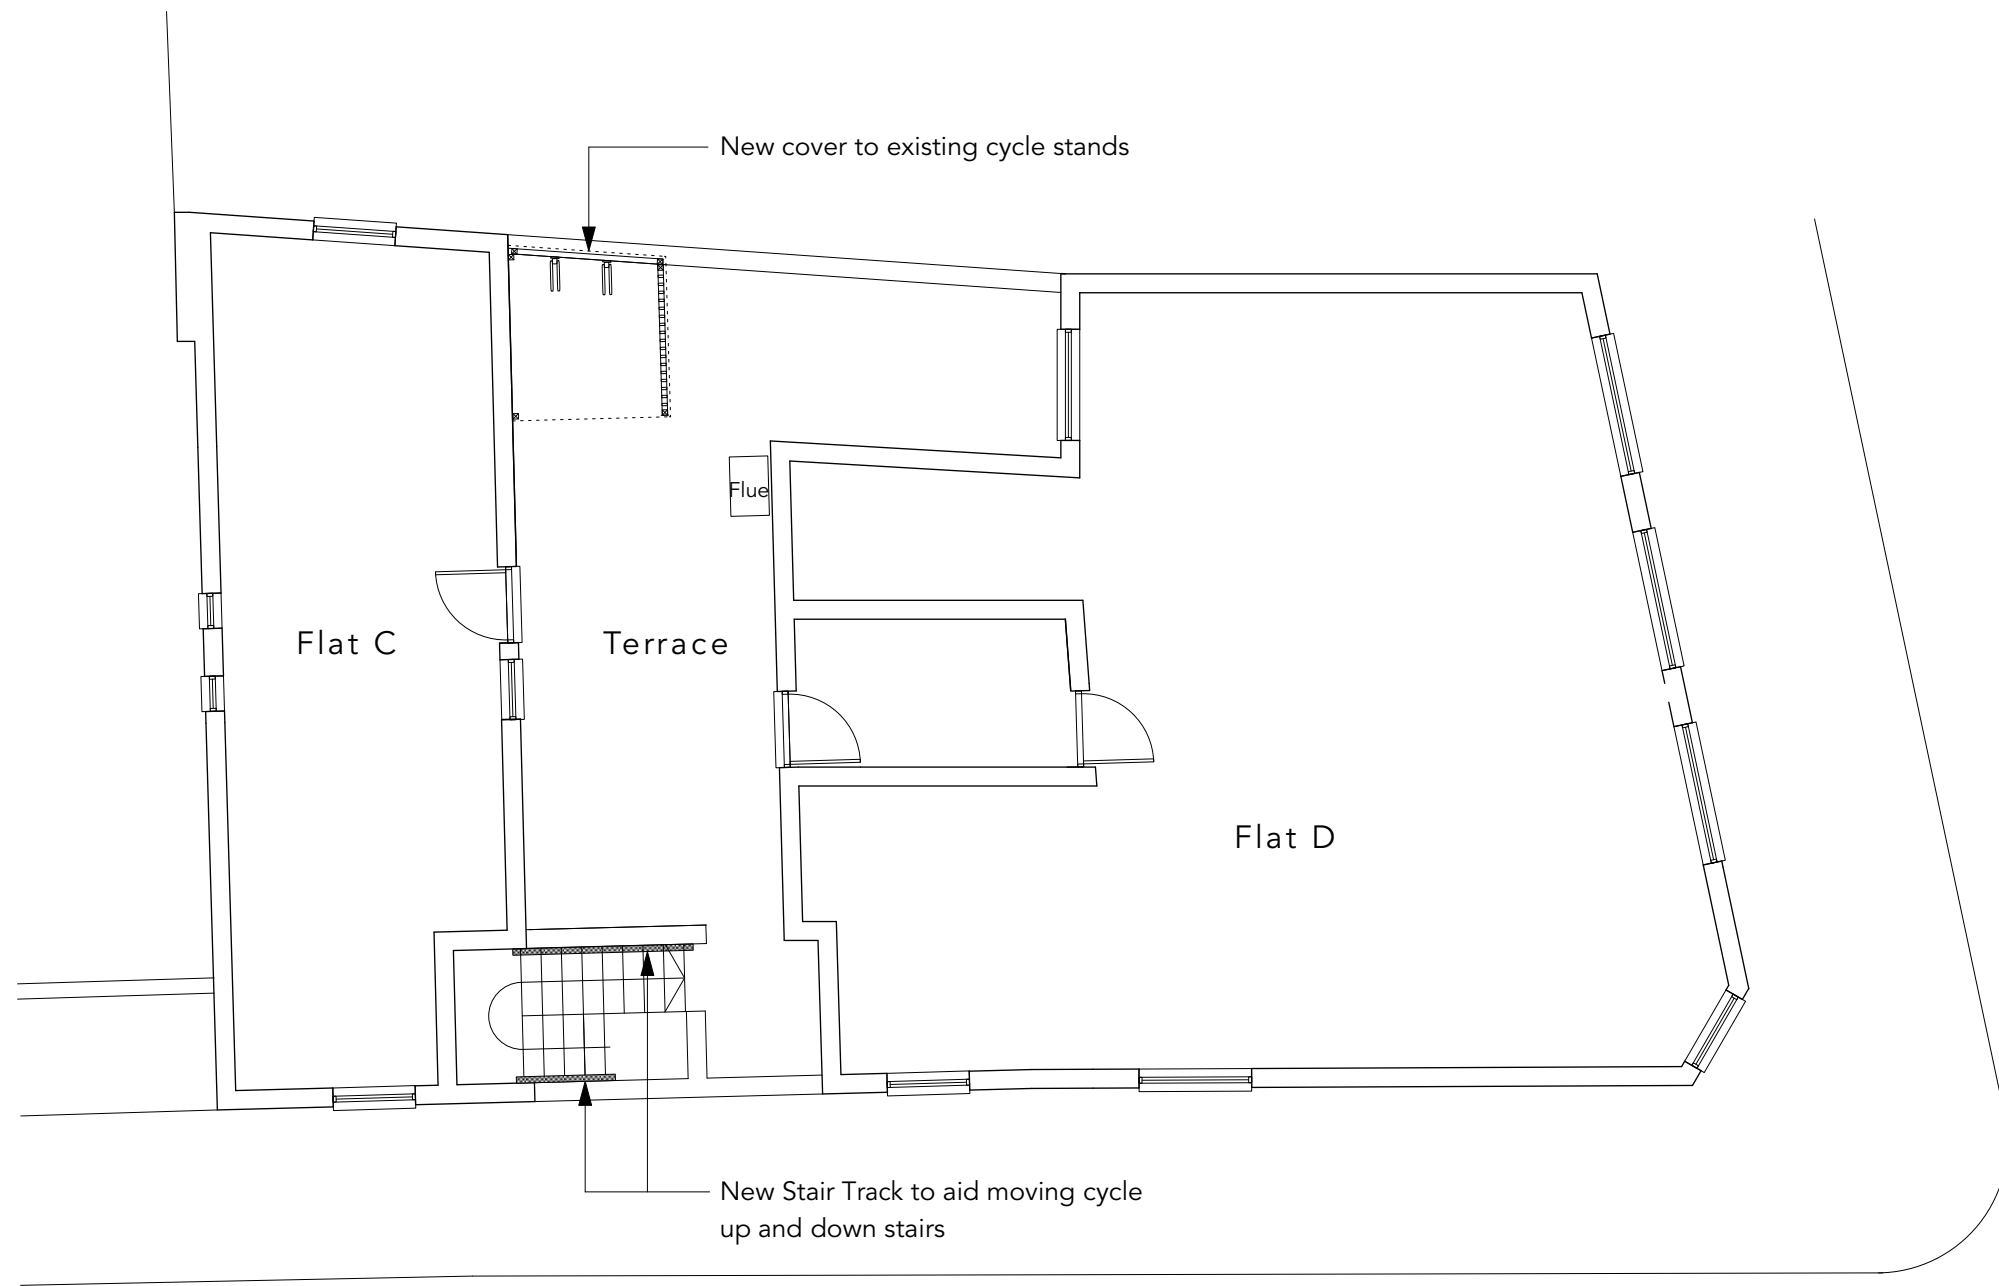 New cover to existing cycle stands
Flue
Flat C
Terrace
Flat D
New Stair Track to aid moving cycle
up and down stairs